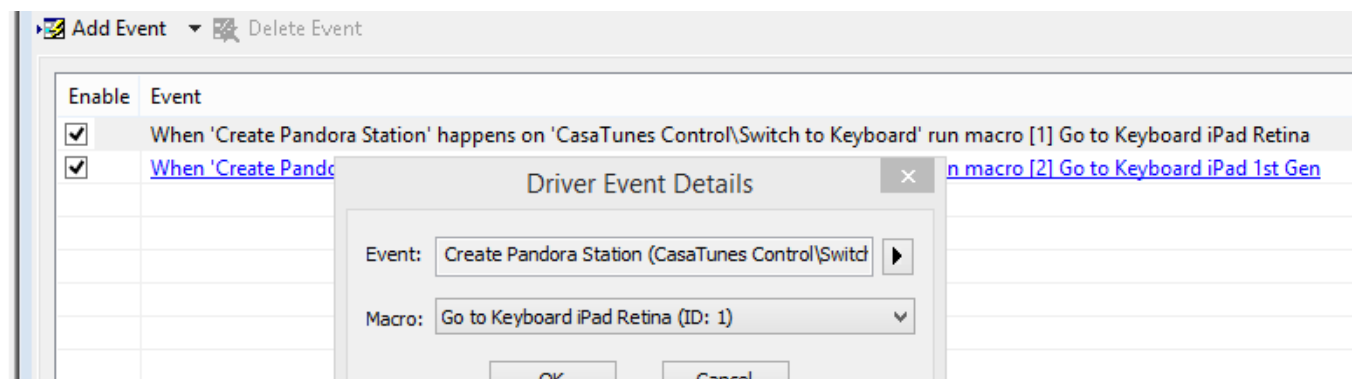 Add Event Delete Event
Enable Event
When 'Create Pandora Station' happens on 'CasaTunes Control\Switch to Keyboard' run macro [1] Go to Keyboard iPad Retina
When 'Create Pando n macro [2] Go to Keyboard iPad 1st Gen
Driver Event Details
Event: Create Pandora Station (CasaTunes Control\Switch
Macro: Go to Keyboard iPad Retina (ID: 1)
OK Cancel